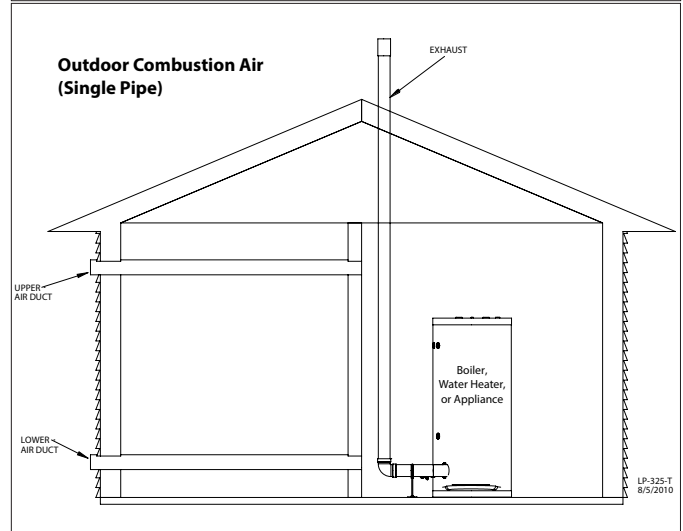 Outdoor Combustion Air
(Single Pipe)
EXHAUST
UPPER
AIR DUCT
Boiler,
Water Heater,
or Appliance
LOWER
AIR DUCT
LP-325-T
8/5/2010